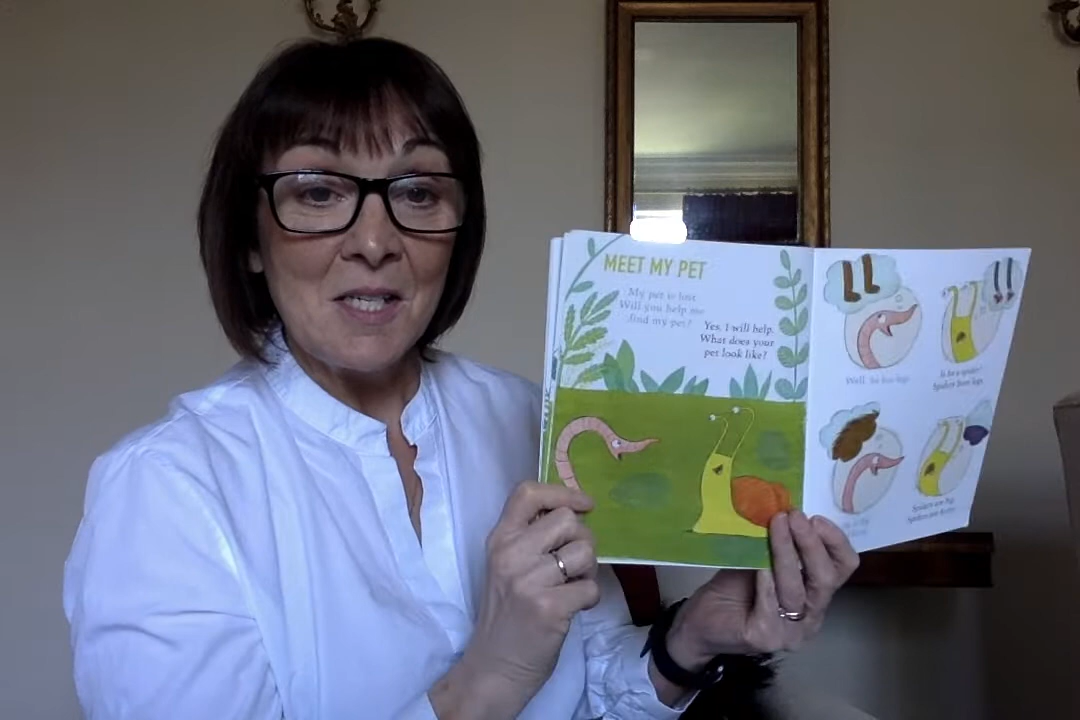 MEET MY PET
My pet is lost.
Will you help me
find my pet?
Yes, I will help.
What does your
pet look like?
Well, he has legs.
Is he a spider?
Spiders have legs.